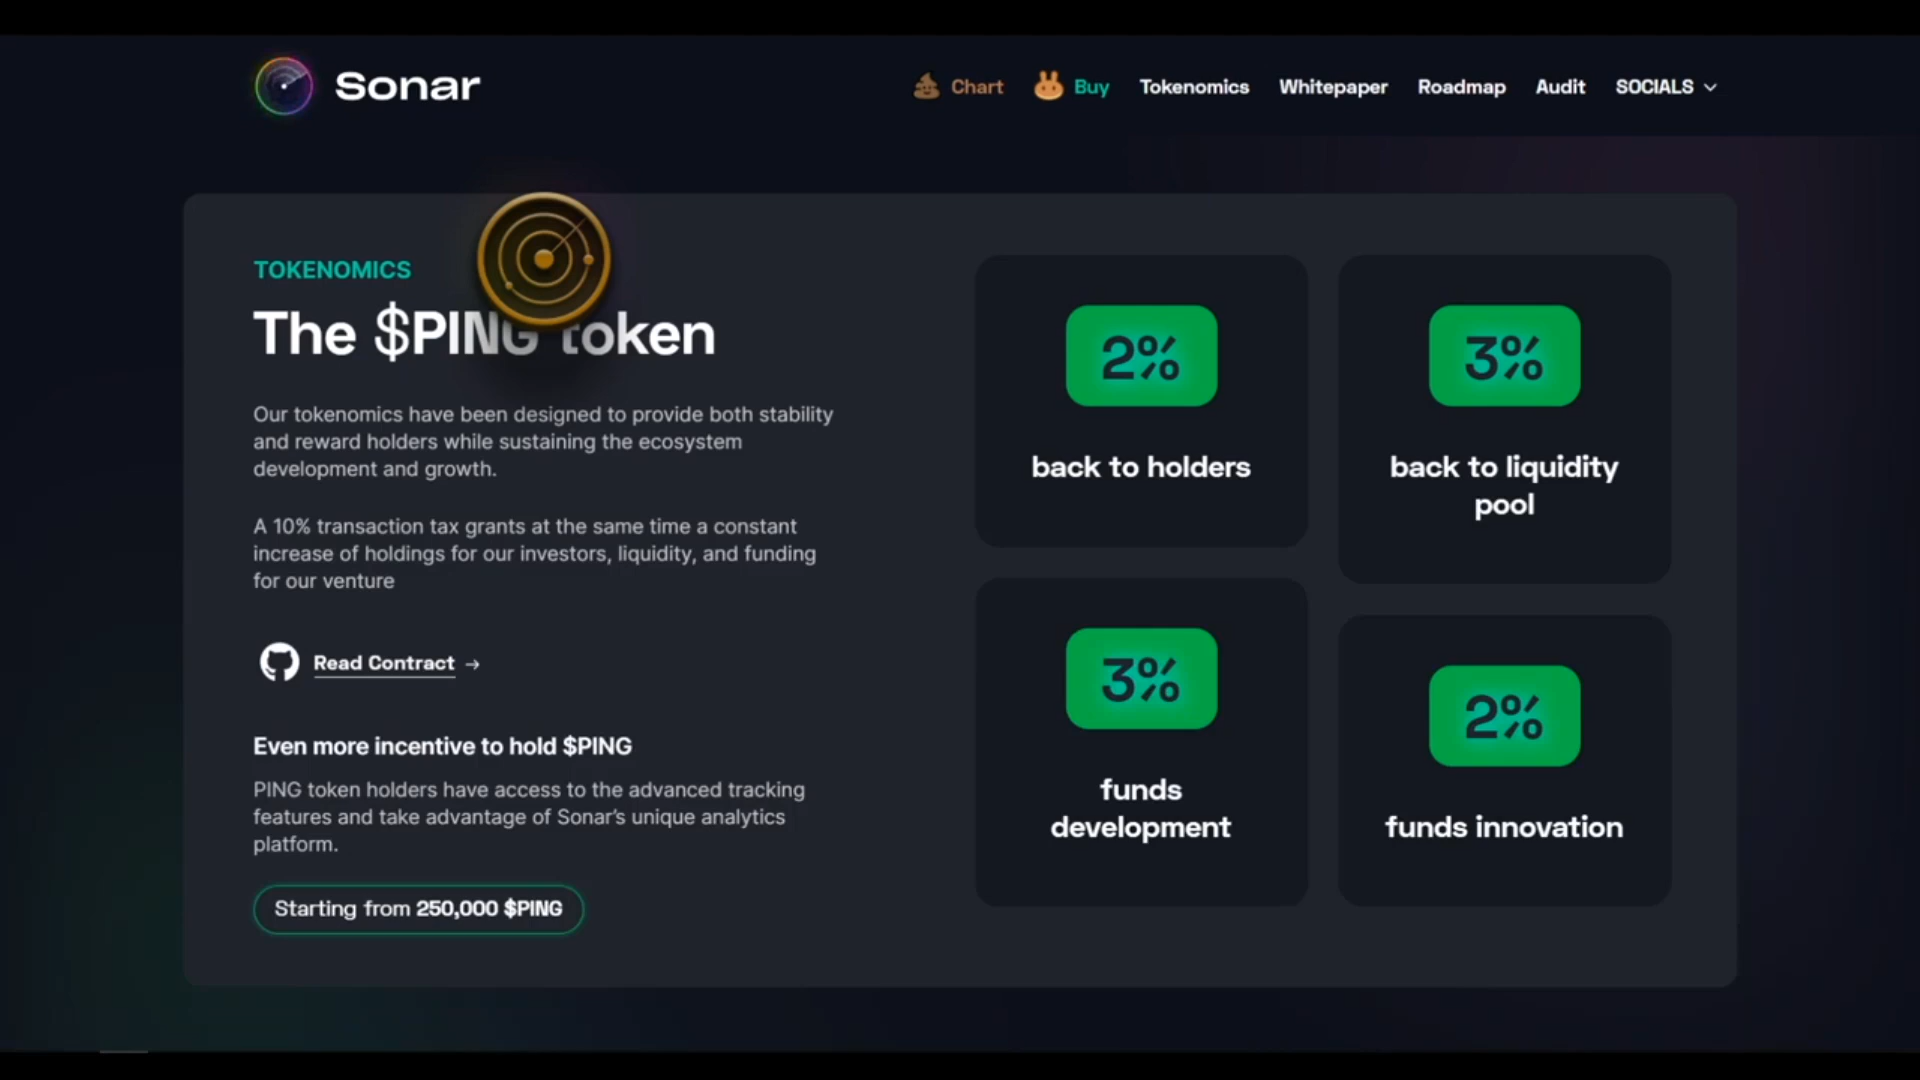 Sonar
Chart
Buy
Tokenomics
Whitepaper
Roadmap
Audit
SOCIALS
TOKENOMICS
The $PING token
Our tokenomics have been designed to provide both stability
and reward holders while sustaining the ecosystem
development and growth.
A 10% transaction tax grants at the same time a constant
increase of holdings for our investors, liquidity, and funding
for our venture
Read Contract →
Even more incentive to hold $PING
PING token holders have access to the advanced tracking
features and take advantage of Sonar’s unique analytics
platform.
Starting from 250,000 $PING
2%
back to holders
3%
back to liquidity
pool
3%
funds
development
2%
funds innovation